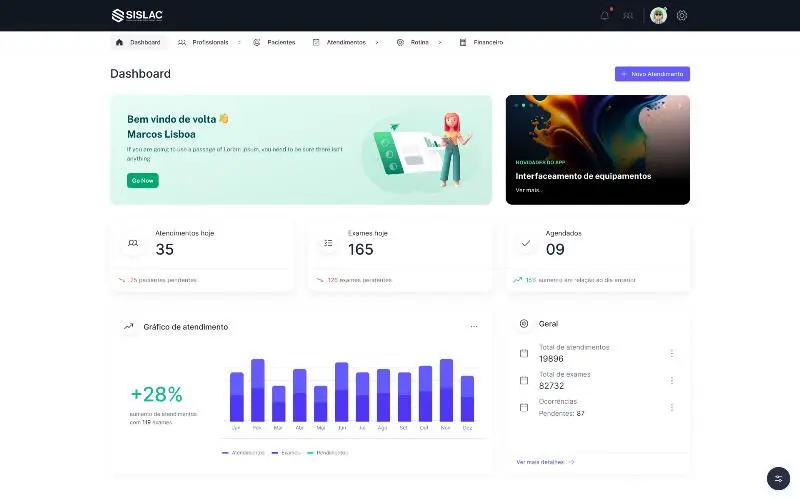 SISLAC
Dashboard
Profissionais
Pacientes
Atendimentos
Rotina
Financeiro
Dashboard
Novo Atendimento
Bem vindo de volta 👋
Marcos Lisboa
If you are going to use a passage of Lorem Ipsum, you need to be sure there isn't
anything
Go Now
NOVIDADES DO APP
Interfaceamento de equipamentos
Ver mais...
Atencimentos hoje
35
25 pacientes pendentes
Exames hoje
165
126 exames pendentes
Agendados
09
18% aumento em relação ao dia anterior
Gráfico de atendimento
...
+28%
aumento de atendimentos
com 119 exames
Jan
Fev
Mar
Abr
Mai
Jun
Jul
Ago
Set
Out
Nov
Dez
Atendimentos
Exames
Pendimentos
Geral
Total de atendimentos
19896
Total de exames
82732
Ocorrências
Pendentes: 87
Ver mais detalhes